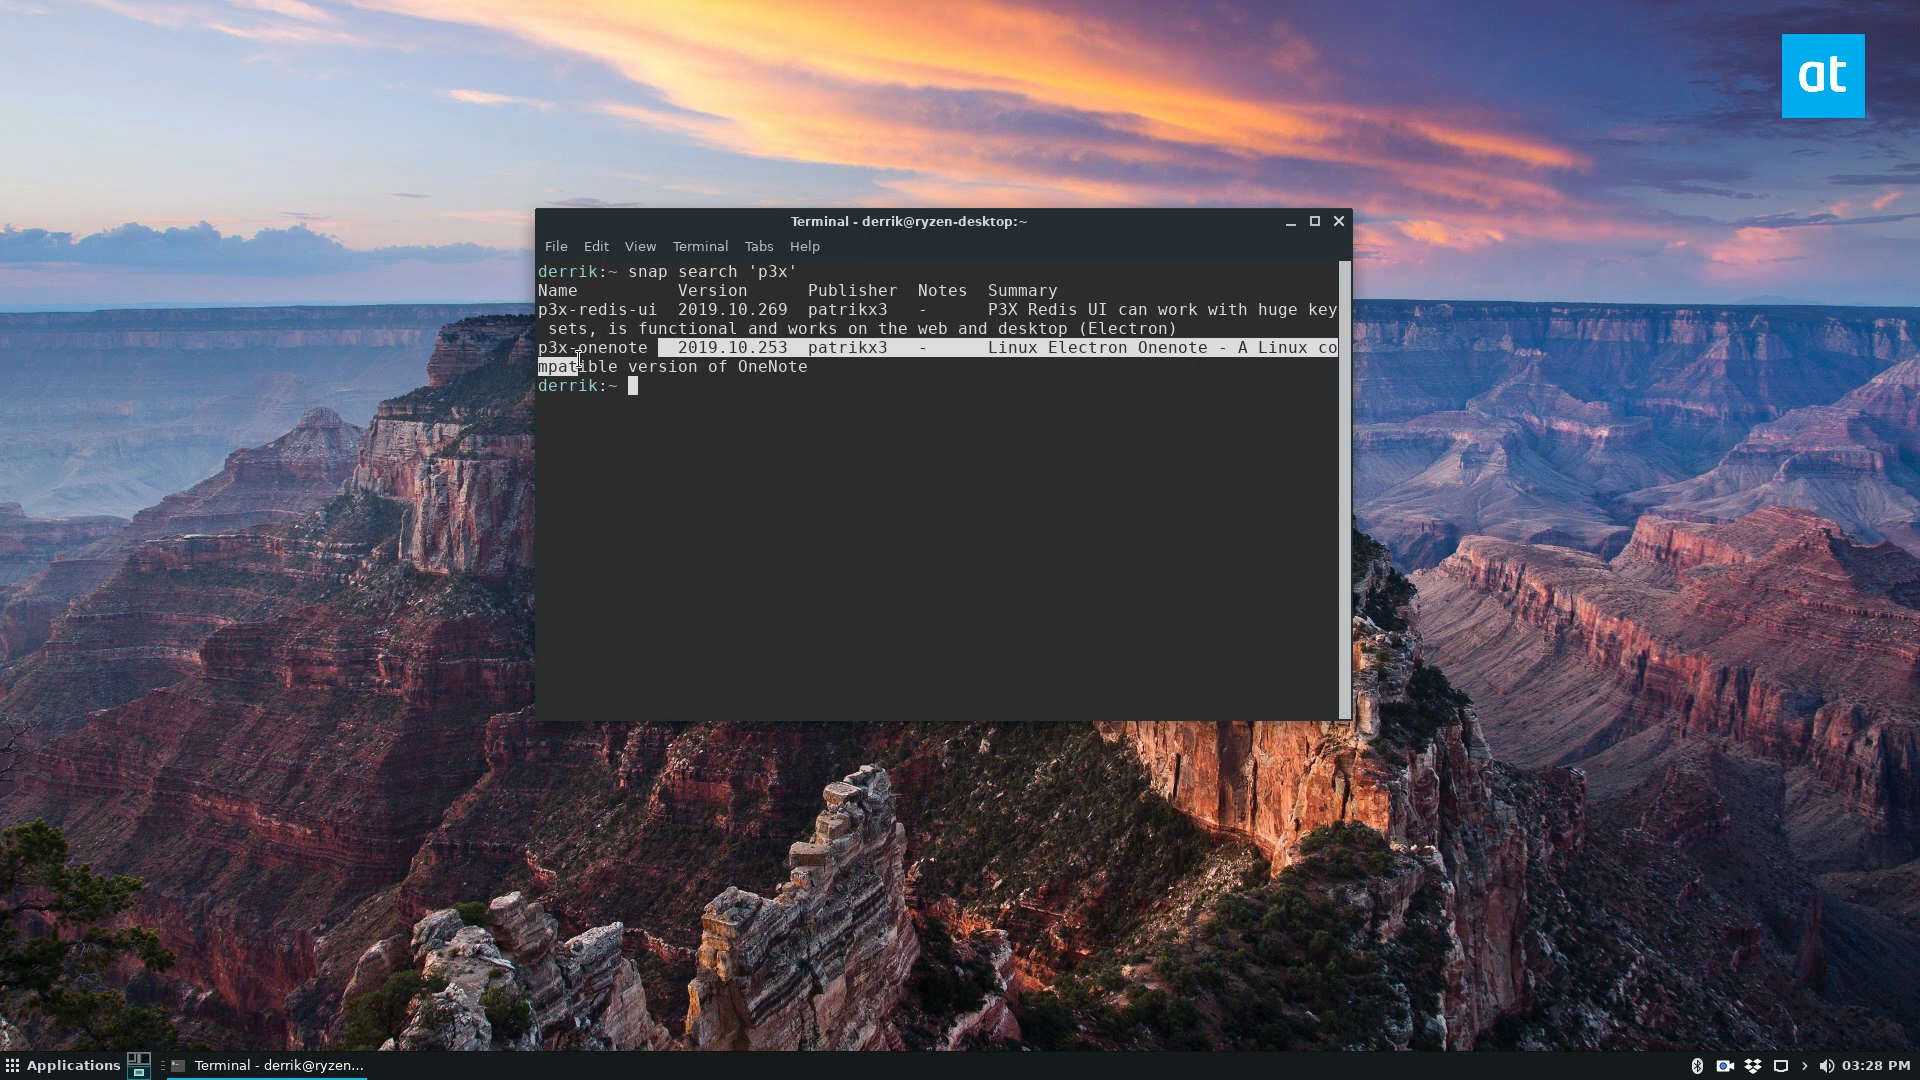 at
Terminal - derrik@ryzen-desktop:~
File Edit View Terminal Tabs Help
derrik:~ snap search 'p3x'
Name Version Publisher Notes Summary
p3x-redis-ui 2019.10.269 patrikx3 - P3X Redis UI can work with huge key
sets, is functional and works on the web and desktop (Electron)
p3x-onenote 2019.10.253 patrikx3 - Linux Electron Onenote - A Linux co
mpatible version of OneNote
derrik:~
Applications Terminal - derrik@ryzen... 03:28 PM